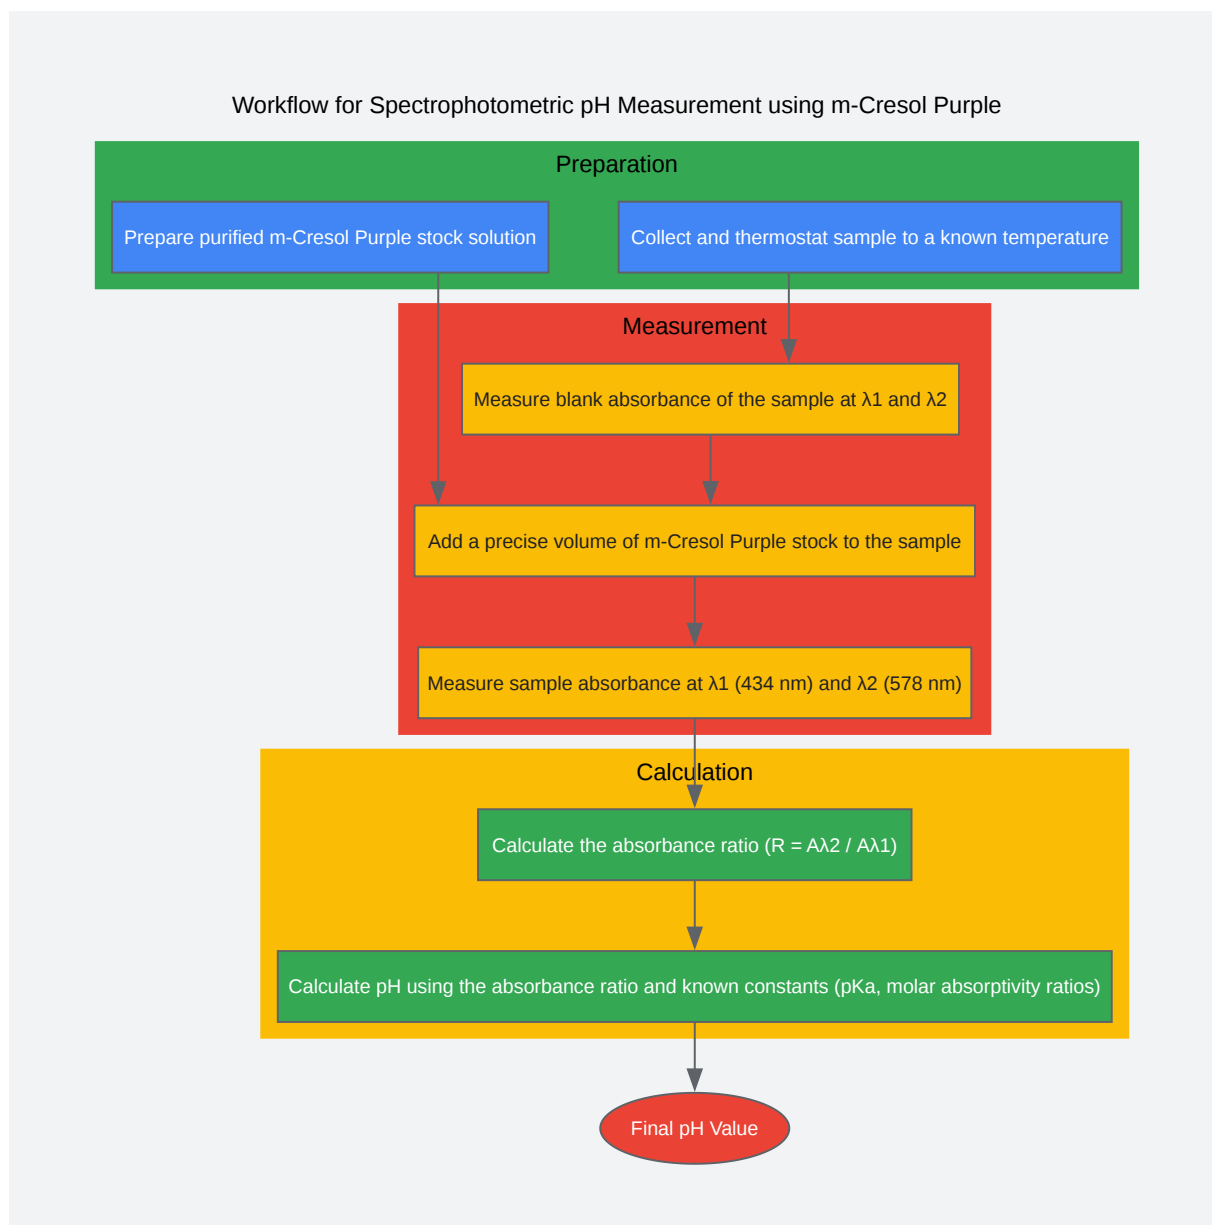 Workflow for Spectrophotometric pH Measurement using m-Cresol Purple
Preparation
Prepare purified m-Cresol Purple stock solution
Collect and thermostat sample to a known temperature
Measurement
Measure blank absorbance of the sample at λ1 and λ2
Add a precise volume of m-Cresol Purple stock to the sample
Measure sample absorbance at λ1 (434 nm) and λ2 (578 nm)
Calculation
Calculate the absorbance ratio (R = Aλ2 / Aλ1)
Calculate pH using the absorbance ratio and known constants (pKa, molar absorptivity ratios)
Final pH Value